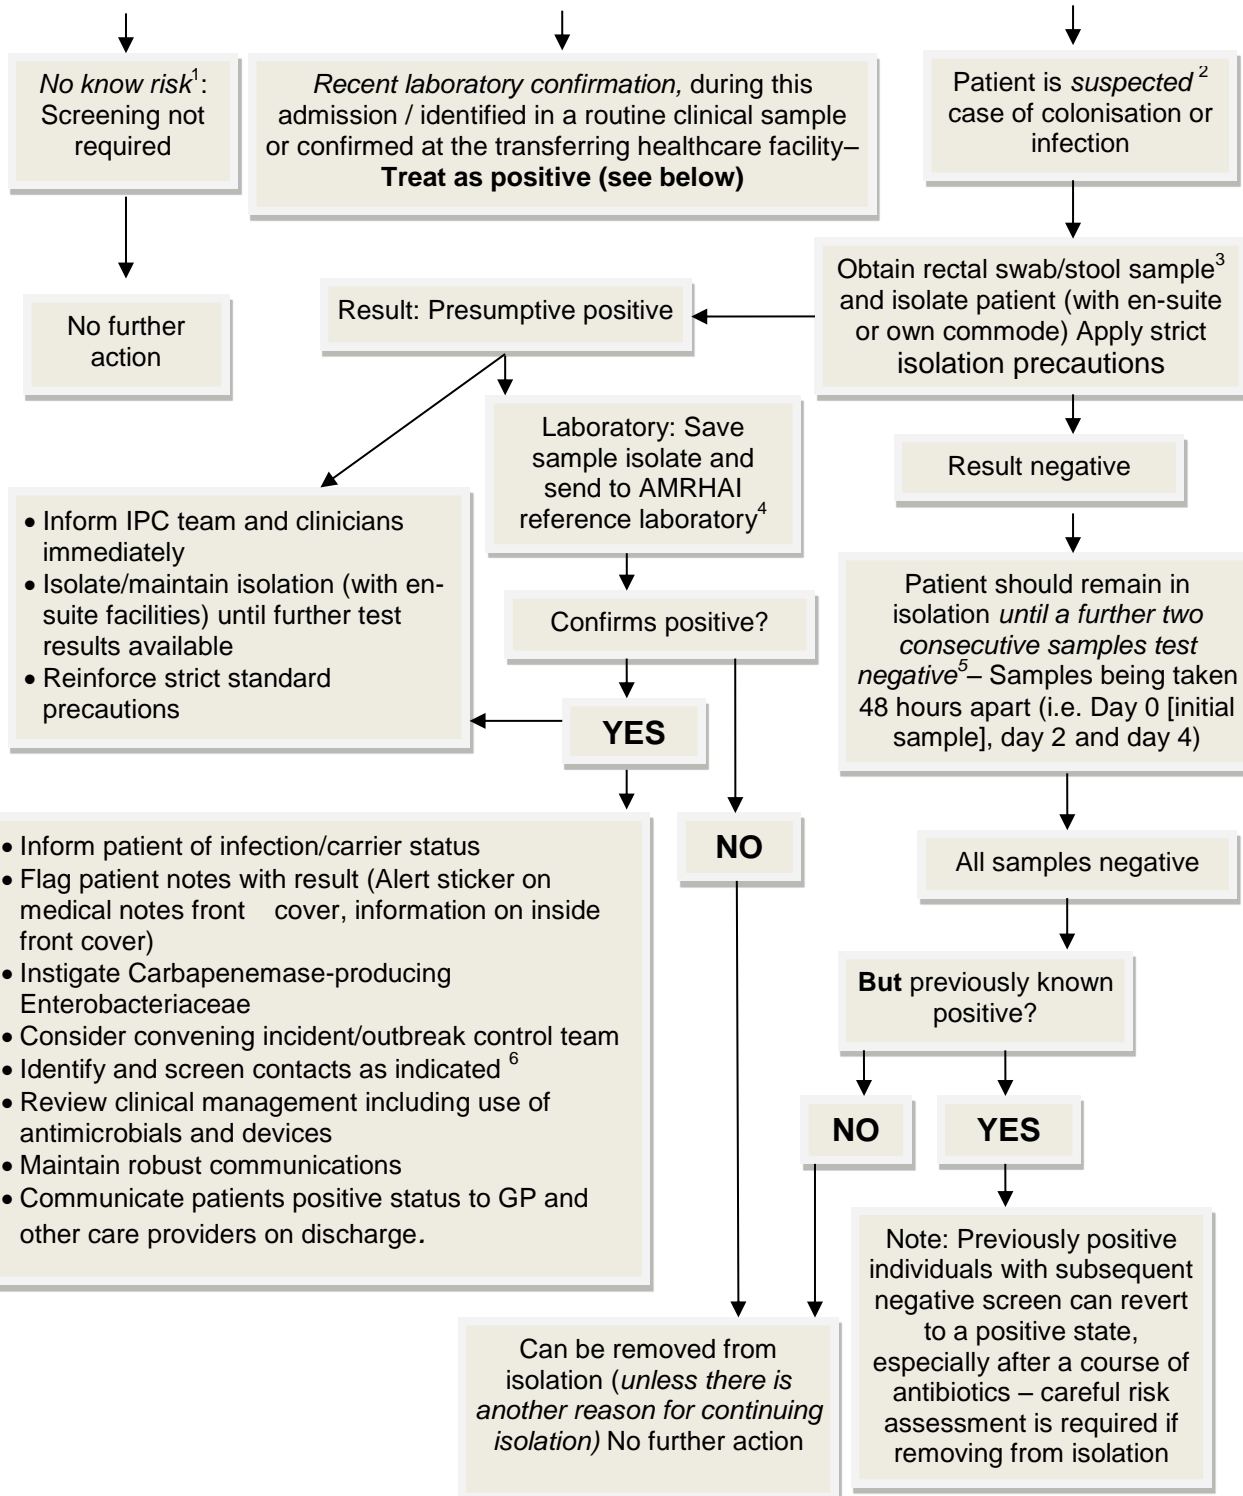 No know risk1:
Screening not
required
Recent laboratory confirmation, during this
admission / identified in a routine clinical sample
or confirmed at the transferring healthcare facility–
Treat as positive (see below)
Patient is suspected 2
case of colonisation or
infection
No further
action
Result: Presumptive positive
Obtain rectal swab/stool sample3
and isolate patient (with en-suite
or own commode) Apply strict
isolation precautions
Laboratory: Save
sample isolate and
send to AMRHAI
reference laboratory4
Result negative
• Inform IPC team and clinicians
immediately
• Isolate/maintain isolation (with en-
suite facilities) until further test
results available
• Reinforce strict standard
precautions
Confirms positive?
Patient should remain in
isolation until a further two
consecutive samples test
negative5– Samples being taken
48 hours apart (i.e. Day 0 [initial
sample], day 2 and day 4)
YES
NO
• Inform patient of infection/carrier status
• Flag patient notes with result (Alert sticker on
medical notes front cover, information on inside
front cover)
• Instigate Carbapenemase-producing
Enterobacteriaceae
• Consider convening incident/outbreak control team
• Identify and screen contacts as indicated 6
• Review clinical management including use of
antimicrobials and devices
• Maintain robust communications
• Communicate patients positive status to GP and
other care providers on discharge.
All samples negative
But previously known
positive?
NO
YES
Can be removed from
isolation (unless there is
another reason for continuing
isolation) No further action
Note: Previously positive
individuals with subsequent
negative screen can revert
to a positive state,
especially after a course of
antibiotics – careful risk
assessment is required if
removing from isolation